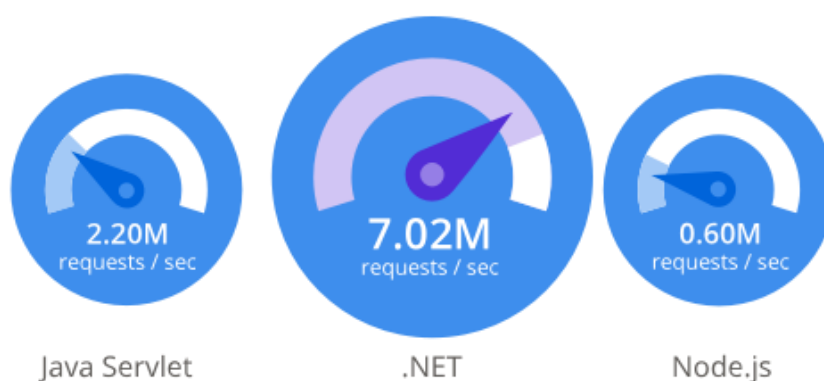 2.20M
requests / sec
Java Servlet
7.02M
requests / sec
.NET
0.60M
requests / sec
Node.js